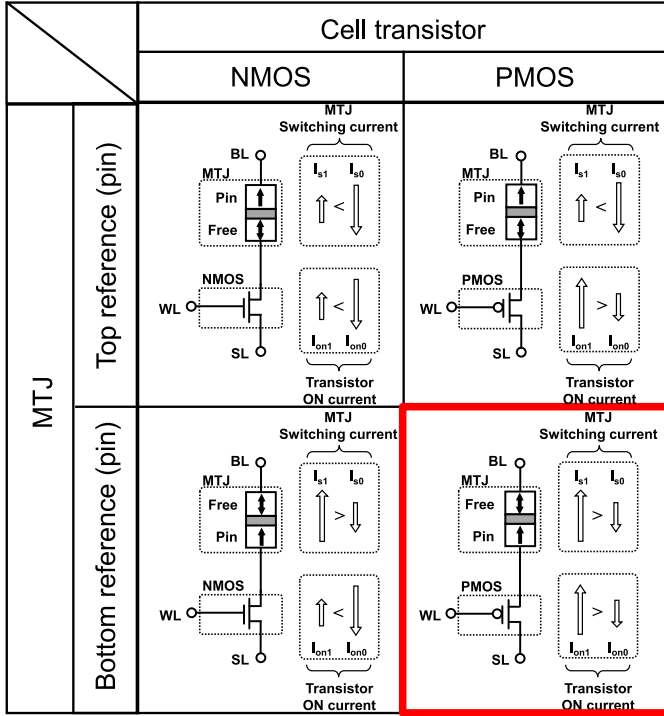 Cell transistor
NMOS
PMOS
MTJ
Top reference (pin)
Bottom reference (pin)
MTJ
Switching current
BL
MTJ
Pin
Free
NMOS
WL
SL
Is1 Is0
<
<
Ion1 Ion0
Transistor
ON current
MTJ
Switching current
BL
MTJ
Pin
Free
PMOS
WL
SL
Is1 Is0
<
>
Ion1 Ion0
Transistor
ON current
MTJ
Switching current
BL
MTJ
Free
Pin
NMOS
WL
SL
Is1 Is0
>
<
Ion1 Ion0
Transistor
ON current
MTJ
Switching current
BL
MTJ
Free
Pin
PMOS
WL
SL
Is1 Is0
>
>
Ion1 Ion0
Transistor
ON current